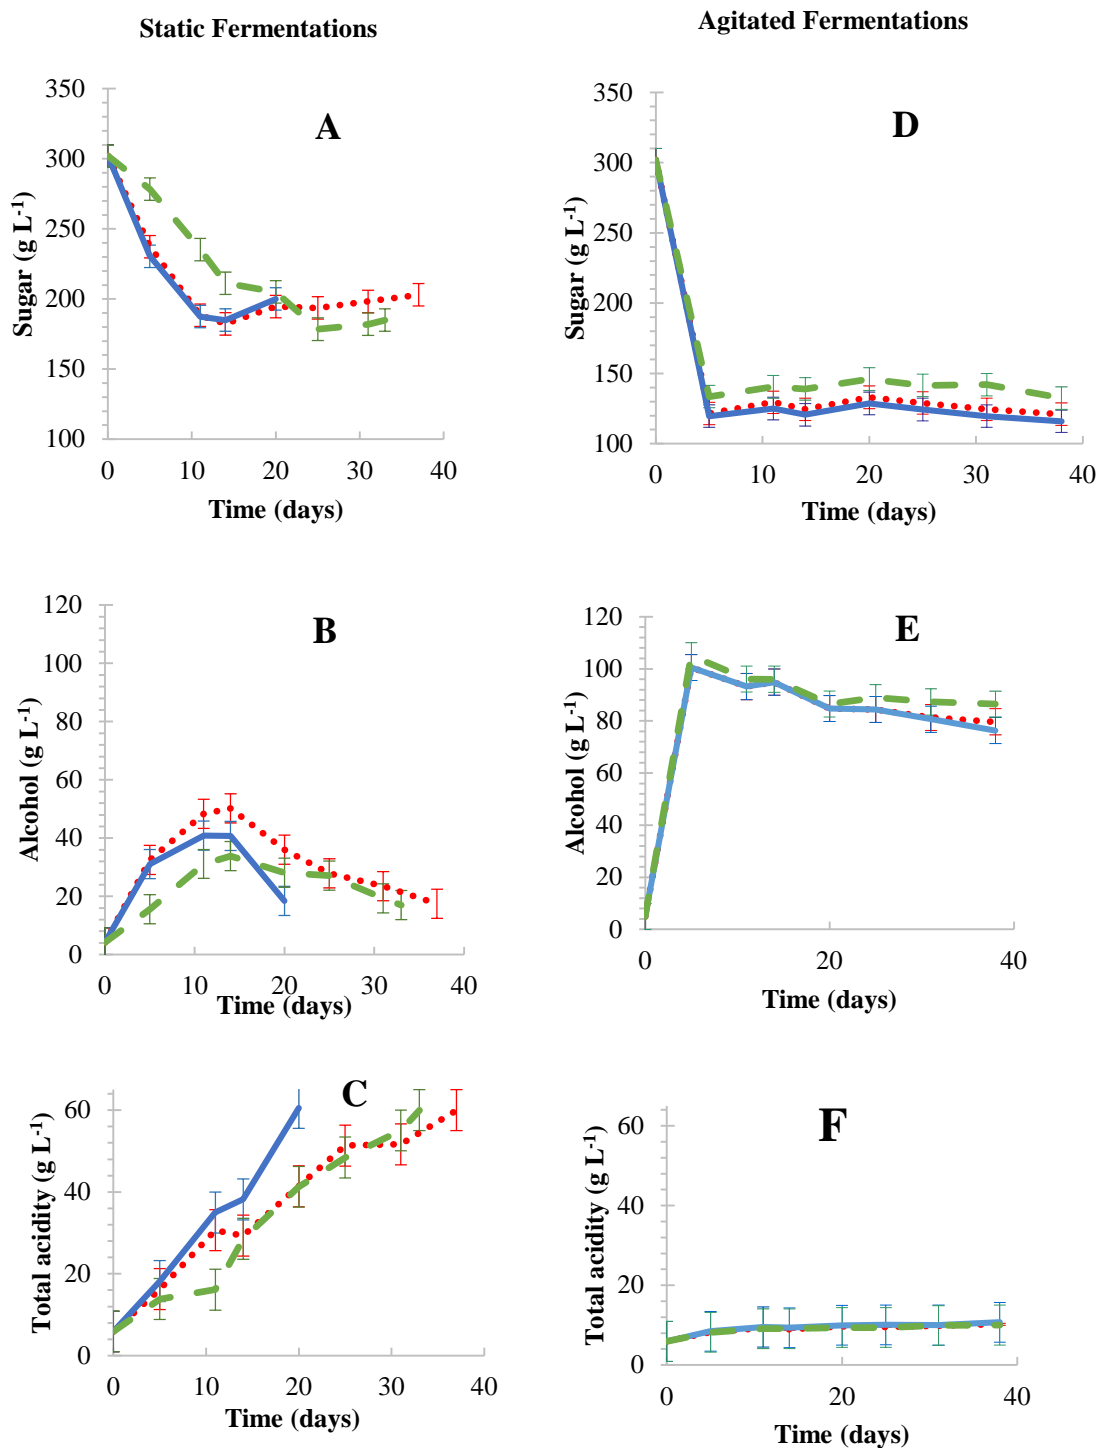 Static Fermentations
Agitated Fermentations
A
Sugar (g L-1)
350
300
250
200
150
100
0 10 20 30 40
Time (days)
D
Sugar (g L-1)
350
300
250
200
150
100
0 10 20 30 40
Time (days)
B
Alcohol (g L-1)
120
100
80
60
40
20
0
0 10 20 30 40
Time (days)
E
Alcohol (g L-1)
120
100
80
60
40
20
0
0 20 40
Time (days)
C
Total acidity (g L-1)
60
40
20
0
0 10 20 30 40
Time (days)
F
Total acidity (g L-1)
60
40
20
0
0 20 40
Time (days)